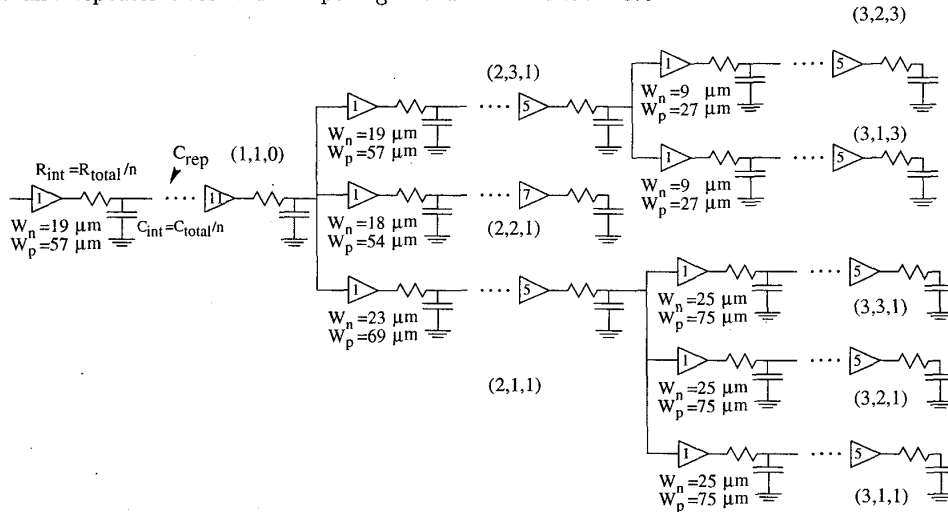 (3,2,3)
1
5
W_n=9 μm
W_p=27 μm
(2,3,1)
1
5
W_n=19 μm
W_p=57 μm
1
5
(3,1,3)
W_n=9 μm
W_p=27 μm
R_int=R_total/n
C_rep
(1,1,0)
1
11
W_n=19 μm
W_p=57 μm
C_int=C_total/n
1
7
W_n=18 μm
W_p=54 μm
(2,2,1)
1
5
W_n=23 μm
W_p=69 μm
(2,1,1)
1
5
W_n=25 μm
W_p=75 μm
(3,3,1)
1
5
W_n=25 μm
W_p=75 μm
(3,2,1)
1
5
W_n=25 μm
W_p=75 μm
(3,1,1)